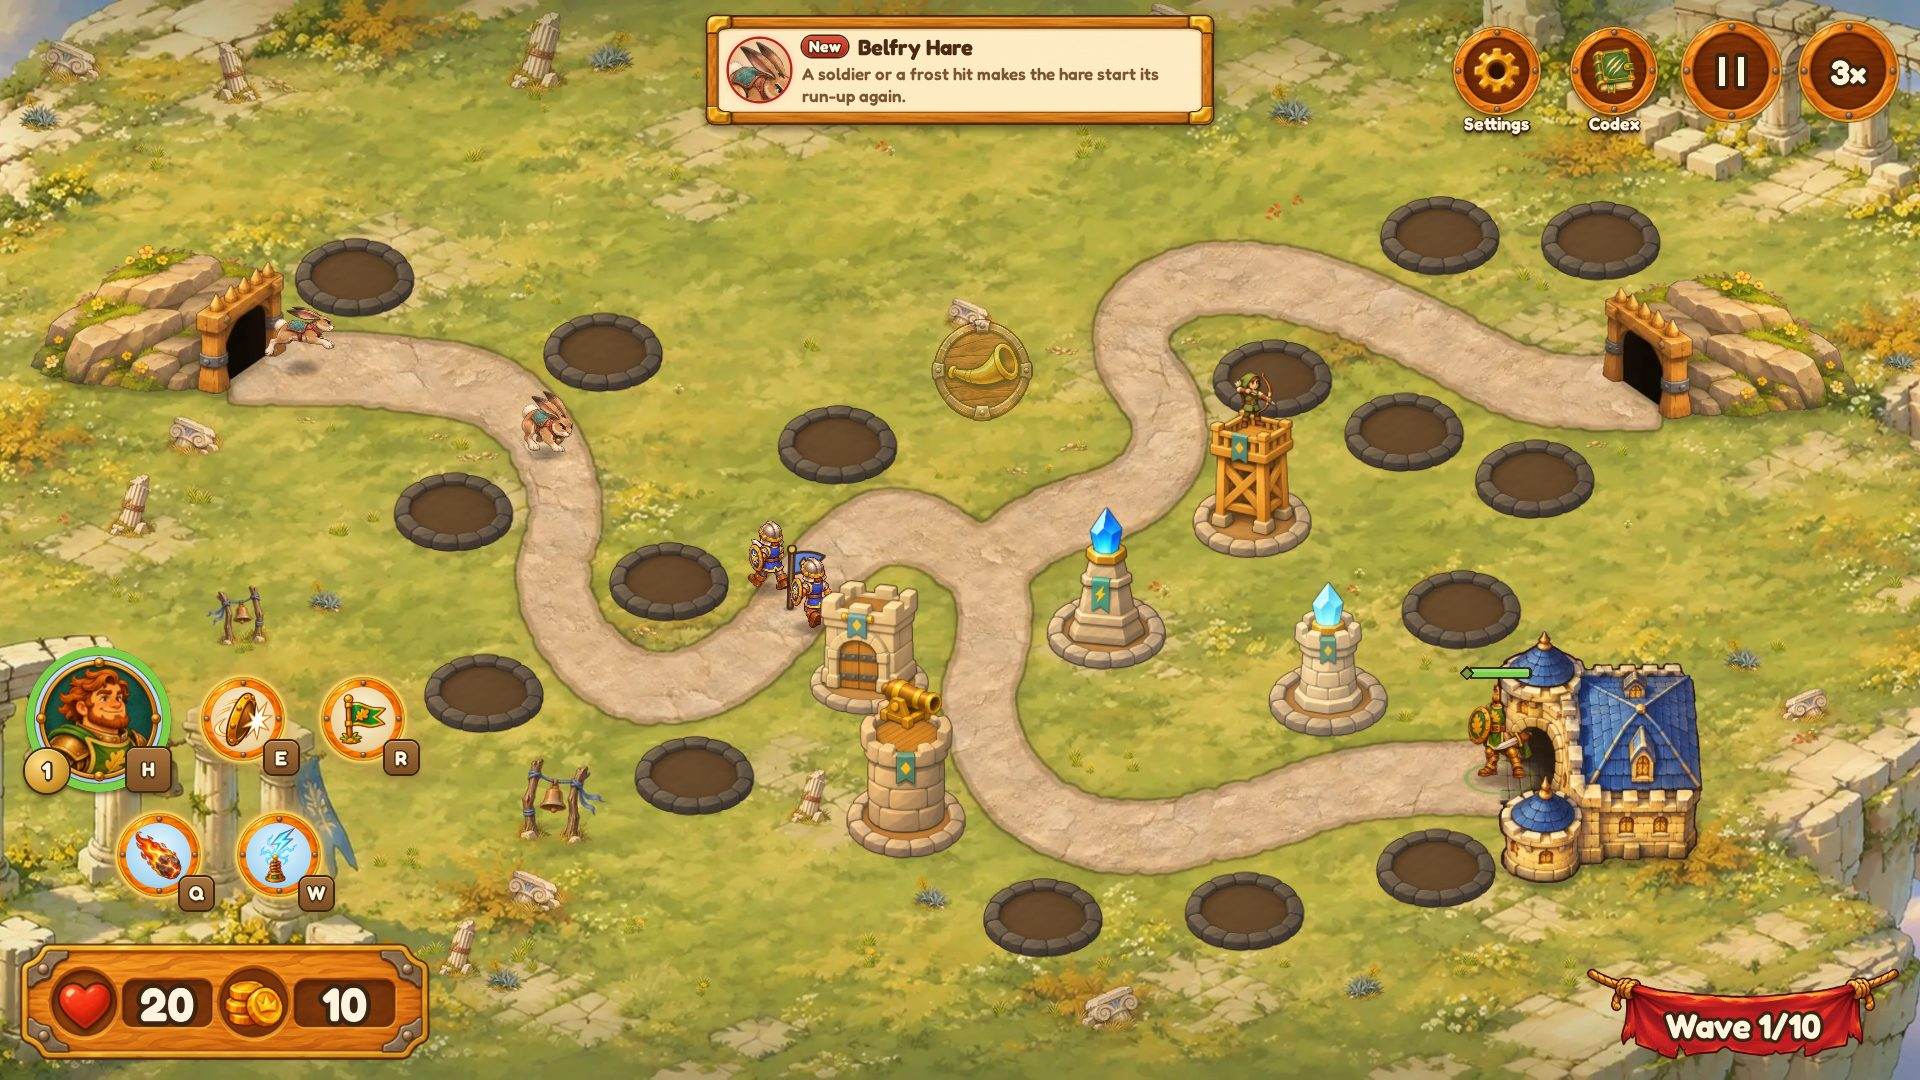 New Belfry Hare
A soldier or a frost hit makes the hare start its
run-up again.
3x
Settings
Codex
1
H
E
R
Q
W
20
10
Wave 1/10